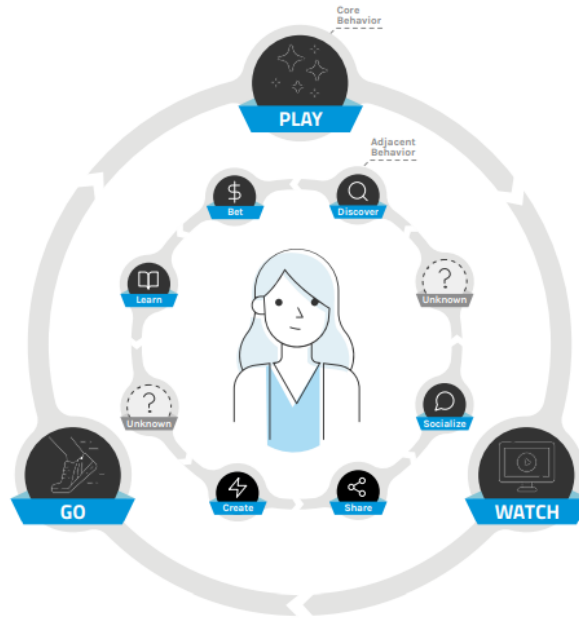 Core
Behavior
PLAY
Adjacent
Behavior
$
Bet
Discover
?
Unknown
Learn
?
Unknown
Socialize
Create
Share
GO
WATCH